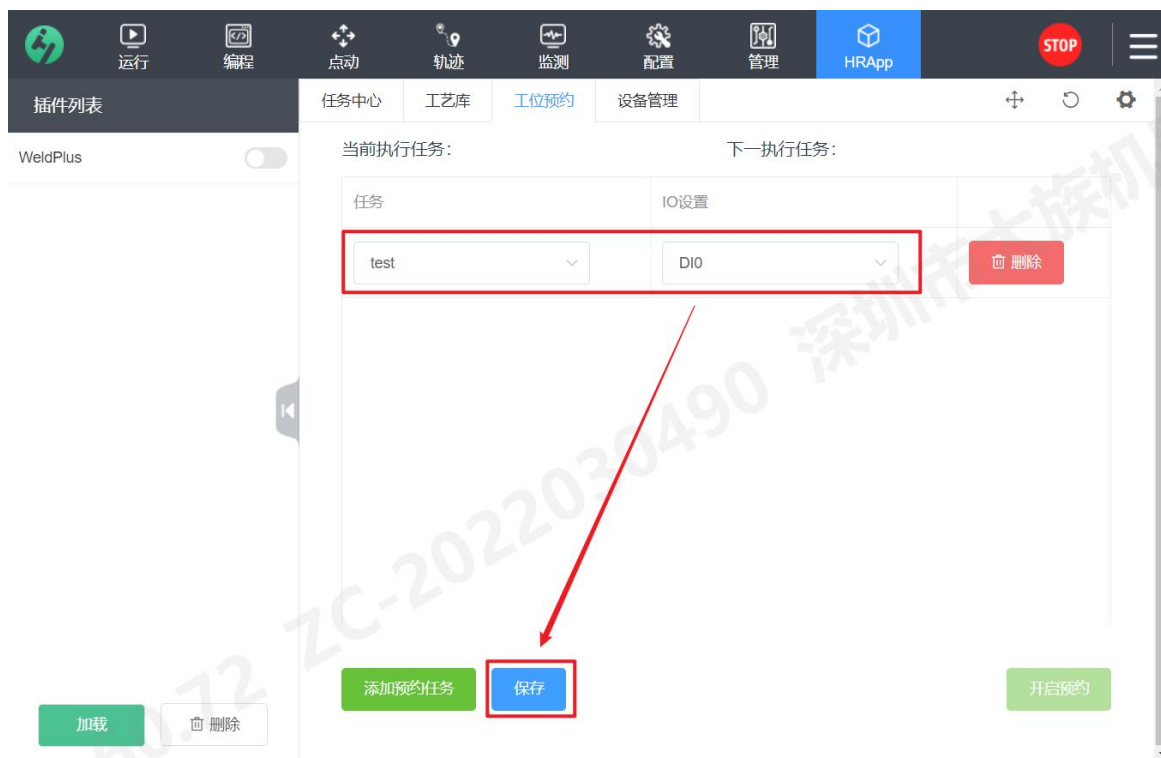 运行 编程 点动 轨迹 监测 配置 管理 HRApp STOP
插件列表 任务中心 工艺库 工位预约 设备管理
WeldPlus 当前执行任务： 下一执行任务：
任务 IO设置
test DI0 删除
添加预约任务 保存 开启预约
加载 删除
ZC-2022030490 深圳市大族机